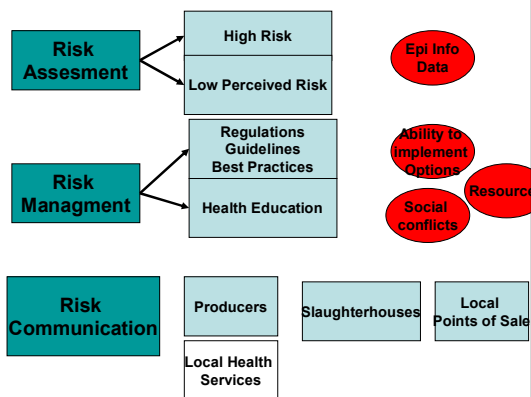 Risk
Assesment
High Risk
Low Perceived Risk
Epi Info
Data
Risk
Managment
Regulations
Guidelines
Best Practices
Health Education
Ability to
implement
Options
Resource
Social
conflicts
Risk
Communication
Producers
Local Health
Services
Slaughterhouses
Local
Points of Sale